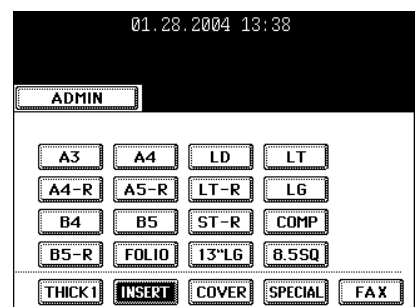 01.28.2004 13:38
ADMIN
A3 A4 LD LT
A4-R A5-R LT-R LG
B4 B5 ST-R COMP
B5-R FOLIO 13"LG 8.5SQ
THICK1 INSERT COVER SPECIAL FAX